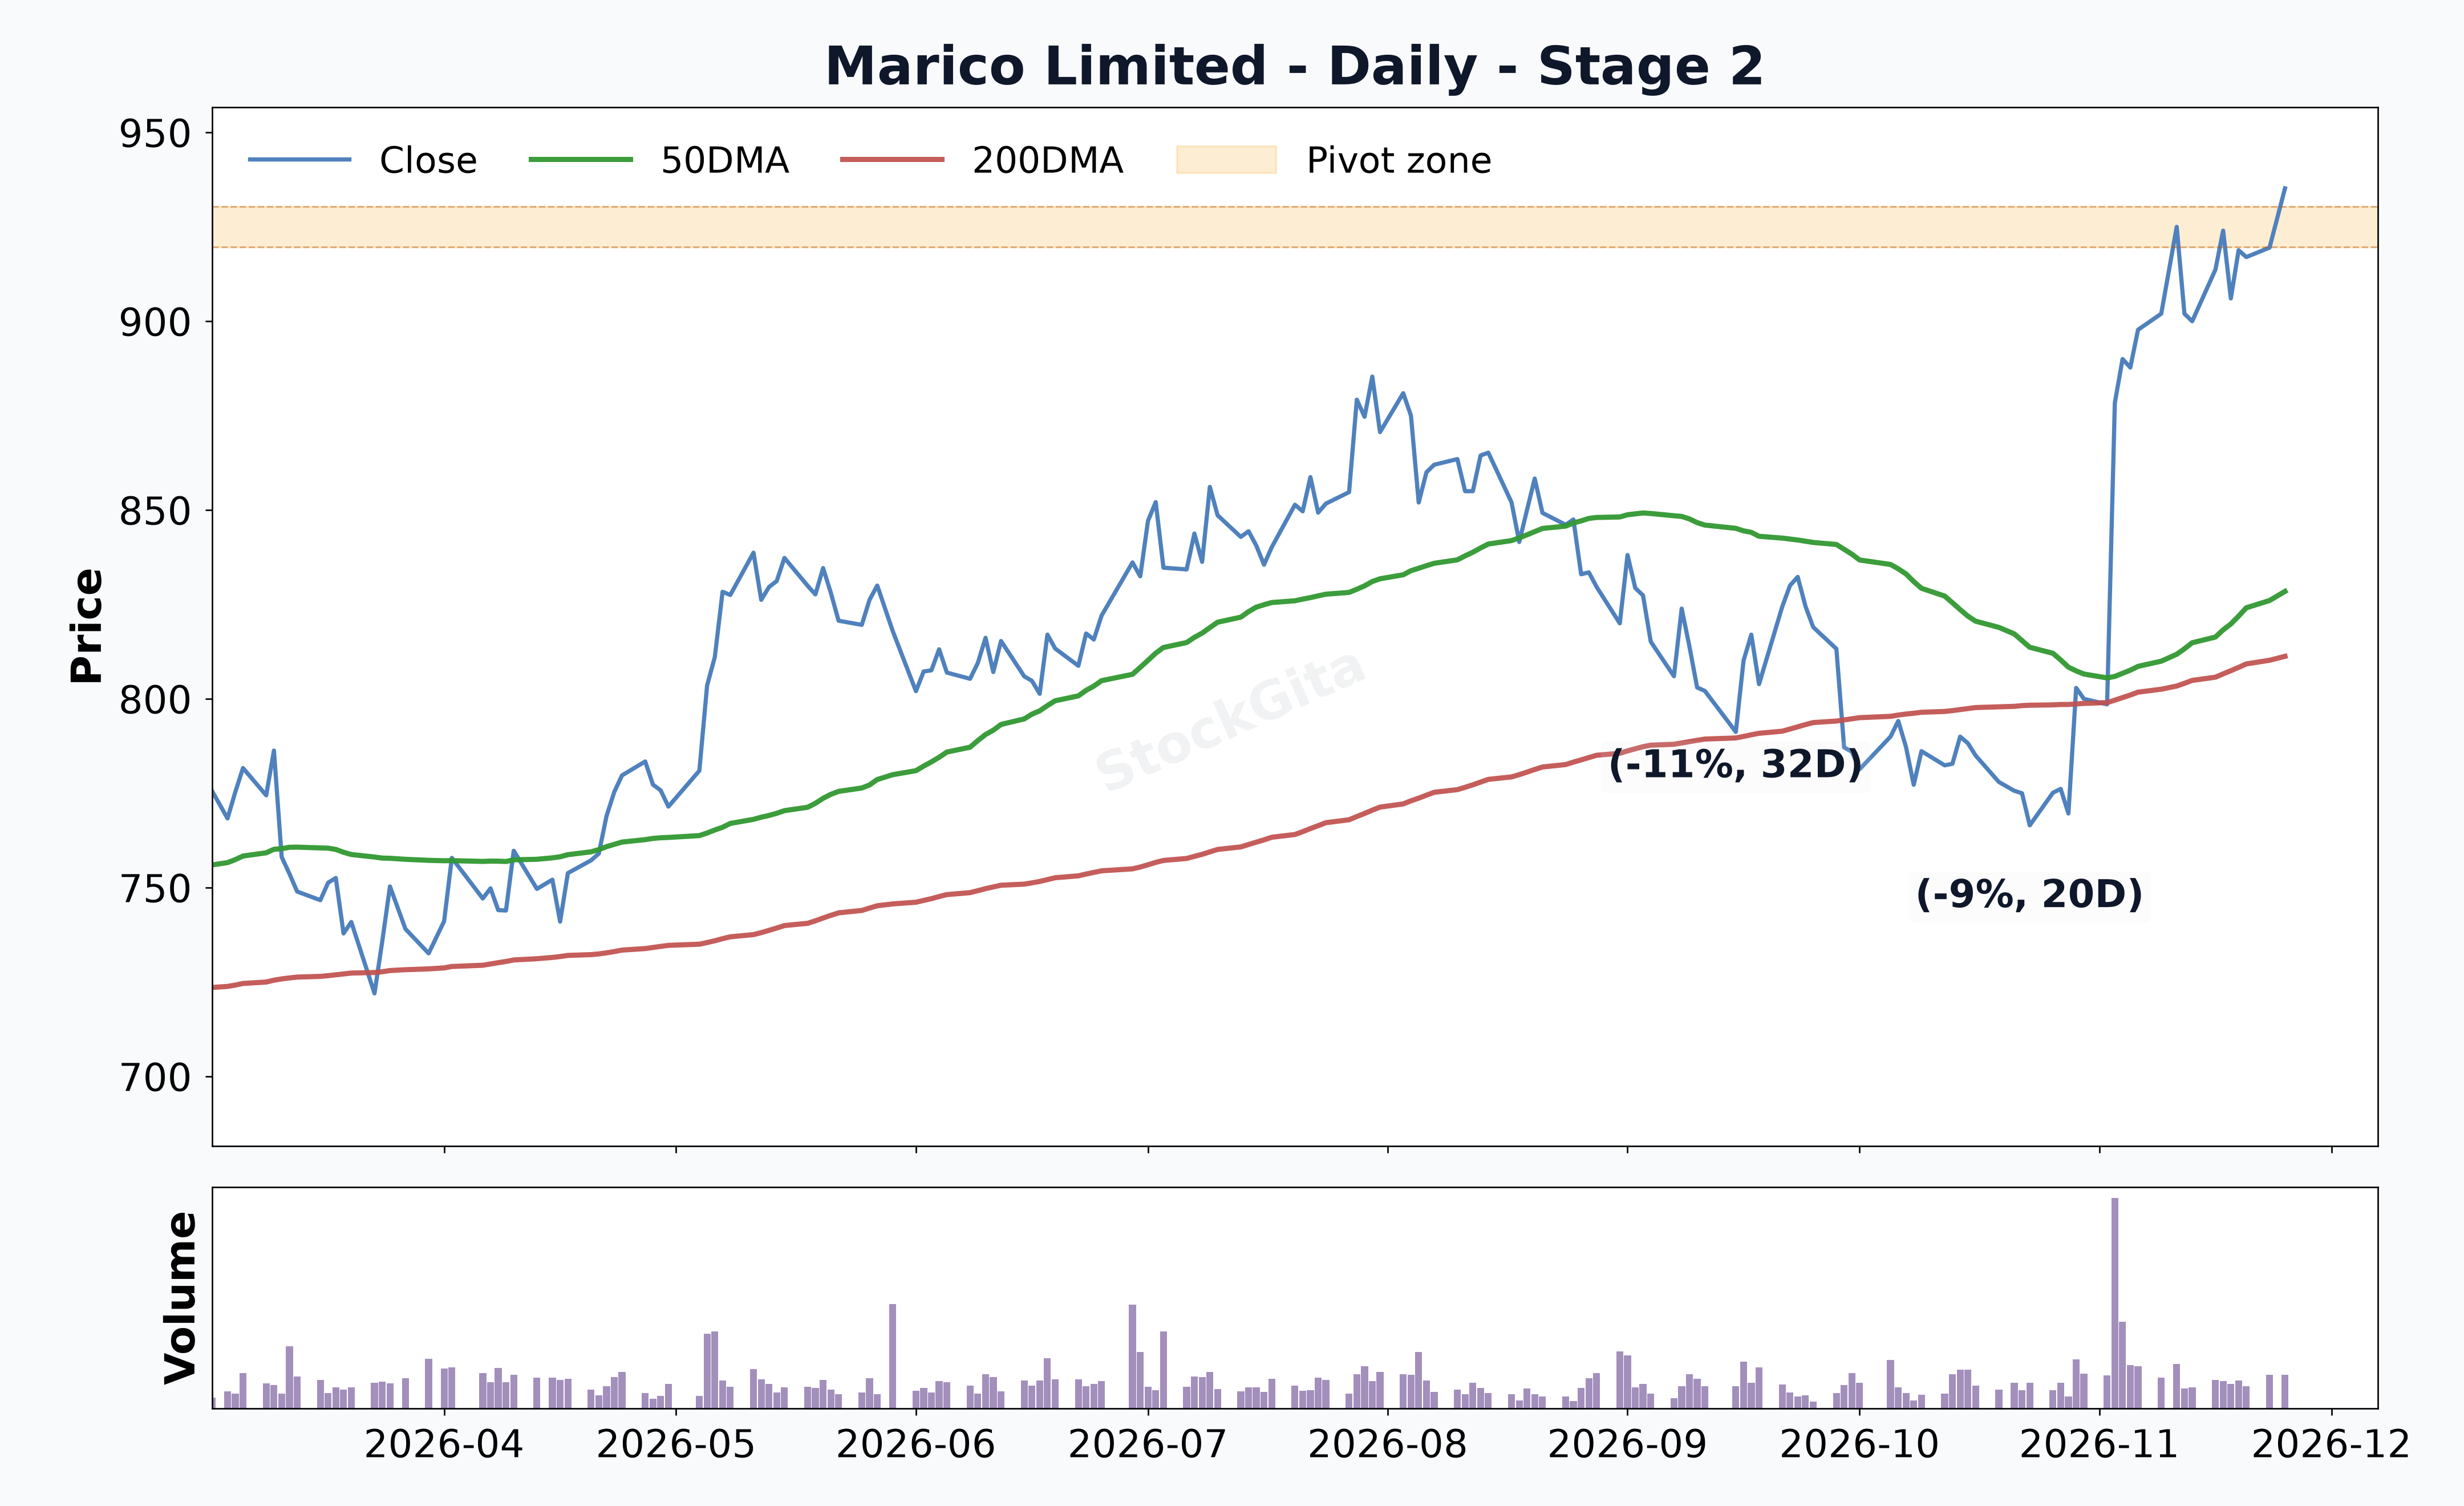 Marico Limited - Daily - Stage 2
Close 50DMA 200DMA Pivot zone
Price
950
900
850
800
750
700
StockGita
(-11%, 32D)
(-9%, 20D)
Volume
2026-04 2026-05 2026-06 2026-07 2026-08 2026-09 2026-10 2026-11 2026-12